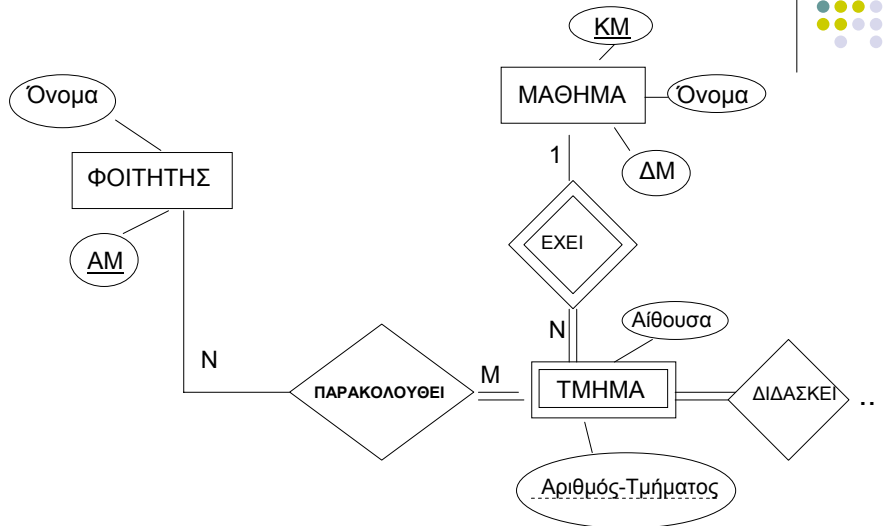 ΚΜ
Όνομα
ΜΑΘΗΜΑ
Όνομα
1
ΔΜ
ΦΟΙΤΗΤΗΣ
ΑΜ
ΕΧΕΙ
Ν
Αίθουσα
Ν
ΠΑΡΑΚΟΛΟΥΘΕΙ
Μ
ΤΜΗΜΑ
ΔΙΔΑΣΚΕΙ
..
Αριθμός-Τμήματος